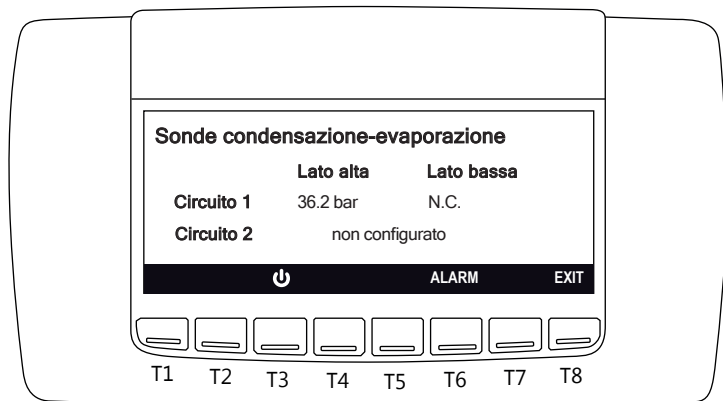 Sonde condensazione-evaporazione
Lato alta Lato bassa
Circuito 1 36.2 bar N.C.
Circuito 2 non configurato
ALARM EXIT
T1 T2 T3 T4 T5 T6 T7 T8